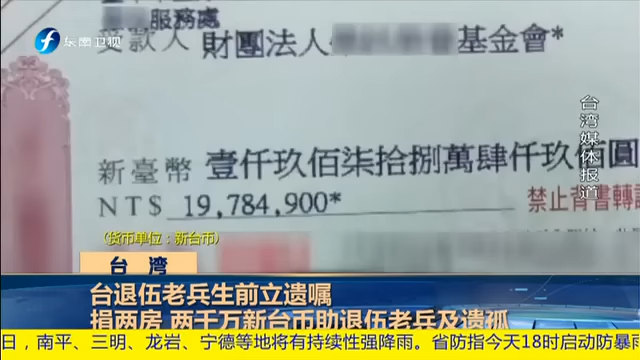 服務處
东南卫视
受款人 財團法人 基金會*
台湾媒体报道
新臺幣 壹仟玖佰柒拾捌萬肆仟玖佰圓
NT$ 19,784,900*
禁止背書轉讓
(货币单位：新台币)
台 湾
台退伍老兵生前立遗嘱
捐两房 两千万新台币助退伍老兵及遗孤
日，南平、三明、龙岩、宁德等地将有持续性强降雨。省防指今天18时启动防暴雨